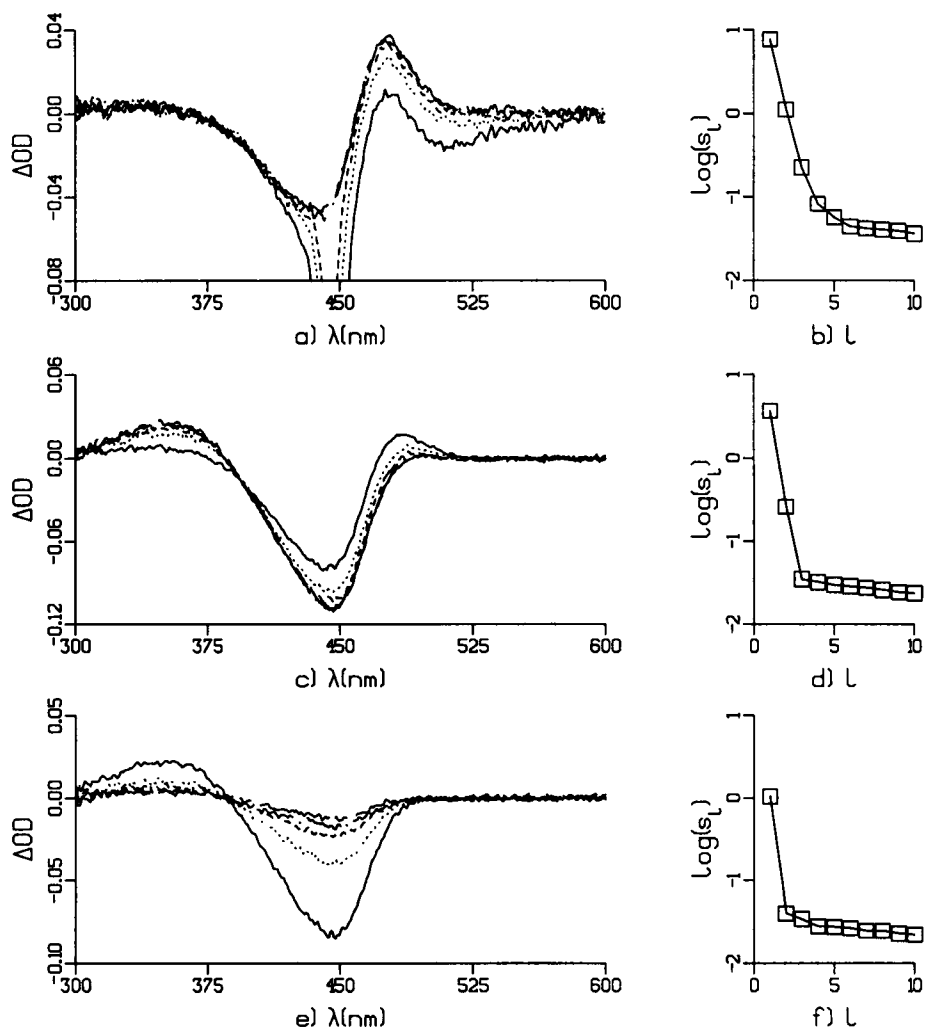 0.04
0.00
-0.04
-0.08
ΔOD
300 375 450 525 600
a) λ(nm)
1
0
-1
-2
Log(s_l)
0 5 10
b) l
0.06
0.00
-0.06
-0.12
ΔOD
300 375 450 525 600
c) λ(nm)
1
0
-1
-2
Log(s_l)
0 5 10
d) l
0.05
0.00
-0.05
-0.10
ΔOD
300 375 450 525 600
e) λ(nm)
1
0
-1
-2
Log(s_l)
0 5 10
f) l